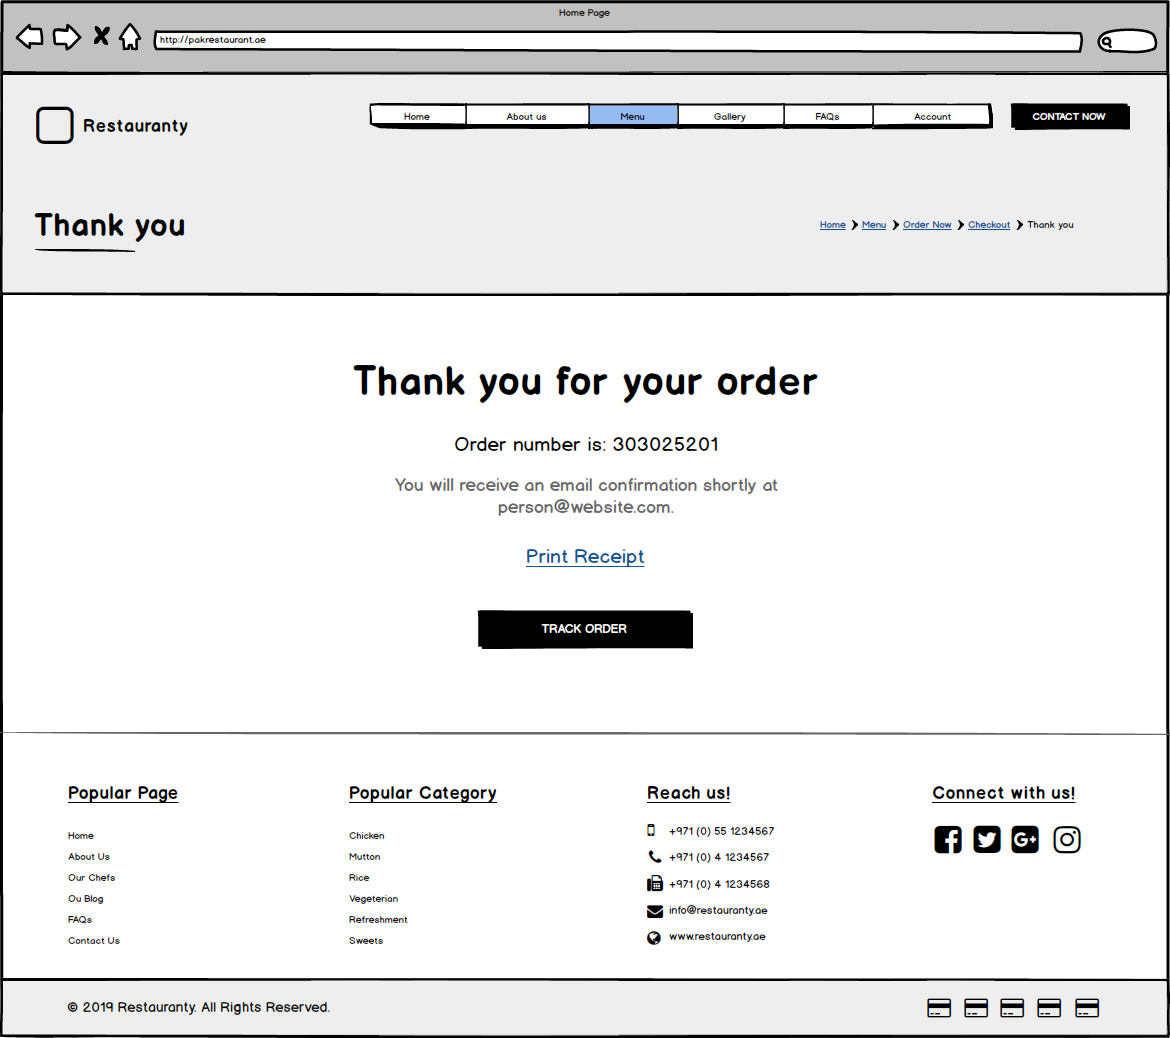 Home Page
http://pakrestaurant.ae
Restauranty
Home
About us
Menu
Gallery
FAQs
Account
CONTACT NOW
Thank you
Home
Menu
Order Now
Checkout
Thank you
Thank you for your order
Order number is: 303025201
You will receive an email confirmation shortly at
person@website.com.
Print Receipt
TRACK ORDER
Popular Page
Home
About Us
Our Chefs
Ou Blog
FAQs
Contact Us
Popular Category
Chicken
Mutton
Rice
Vegeterian
Refreshment
Sweets
Reach us!
+971 (0) 55 1234567
+971 (0) 4 1234567
+971 (0) 4 1234568
info@restauranty.ae
www.restauranty.ae
Connect with us!
G+
© 2019 Restauranty. All Rights Reserved.